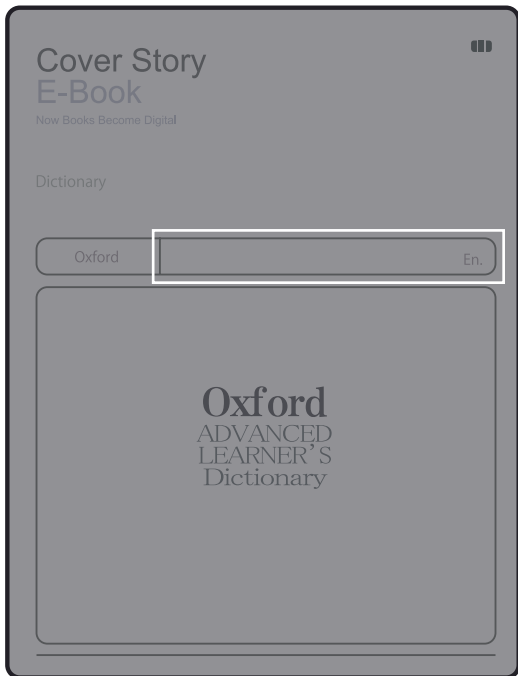 Cover Story
E-Book
Now Books Become Digital
Dictionary
Oxford En.
Oxford
ADVANCED
LEARNER'S
Dictionary